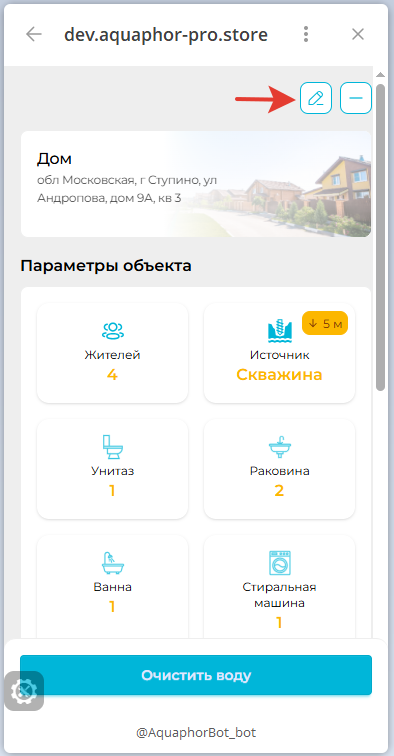 dev.aquaphor-pro.store
Дом
обл Московская, г Ступино, ул
Андропова, дом 9А, кв 3
Параметры объекта
Жителей
4
5 м
Источник
Скважина
Унитаз
1
Раковина
2
Ванна
1
Стиральная
машина
1
Очистить воду
@AquaphorBot_bot